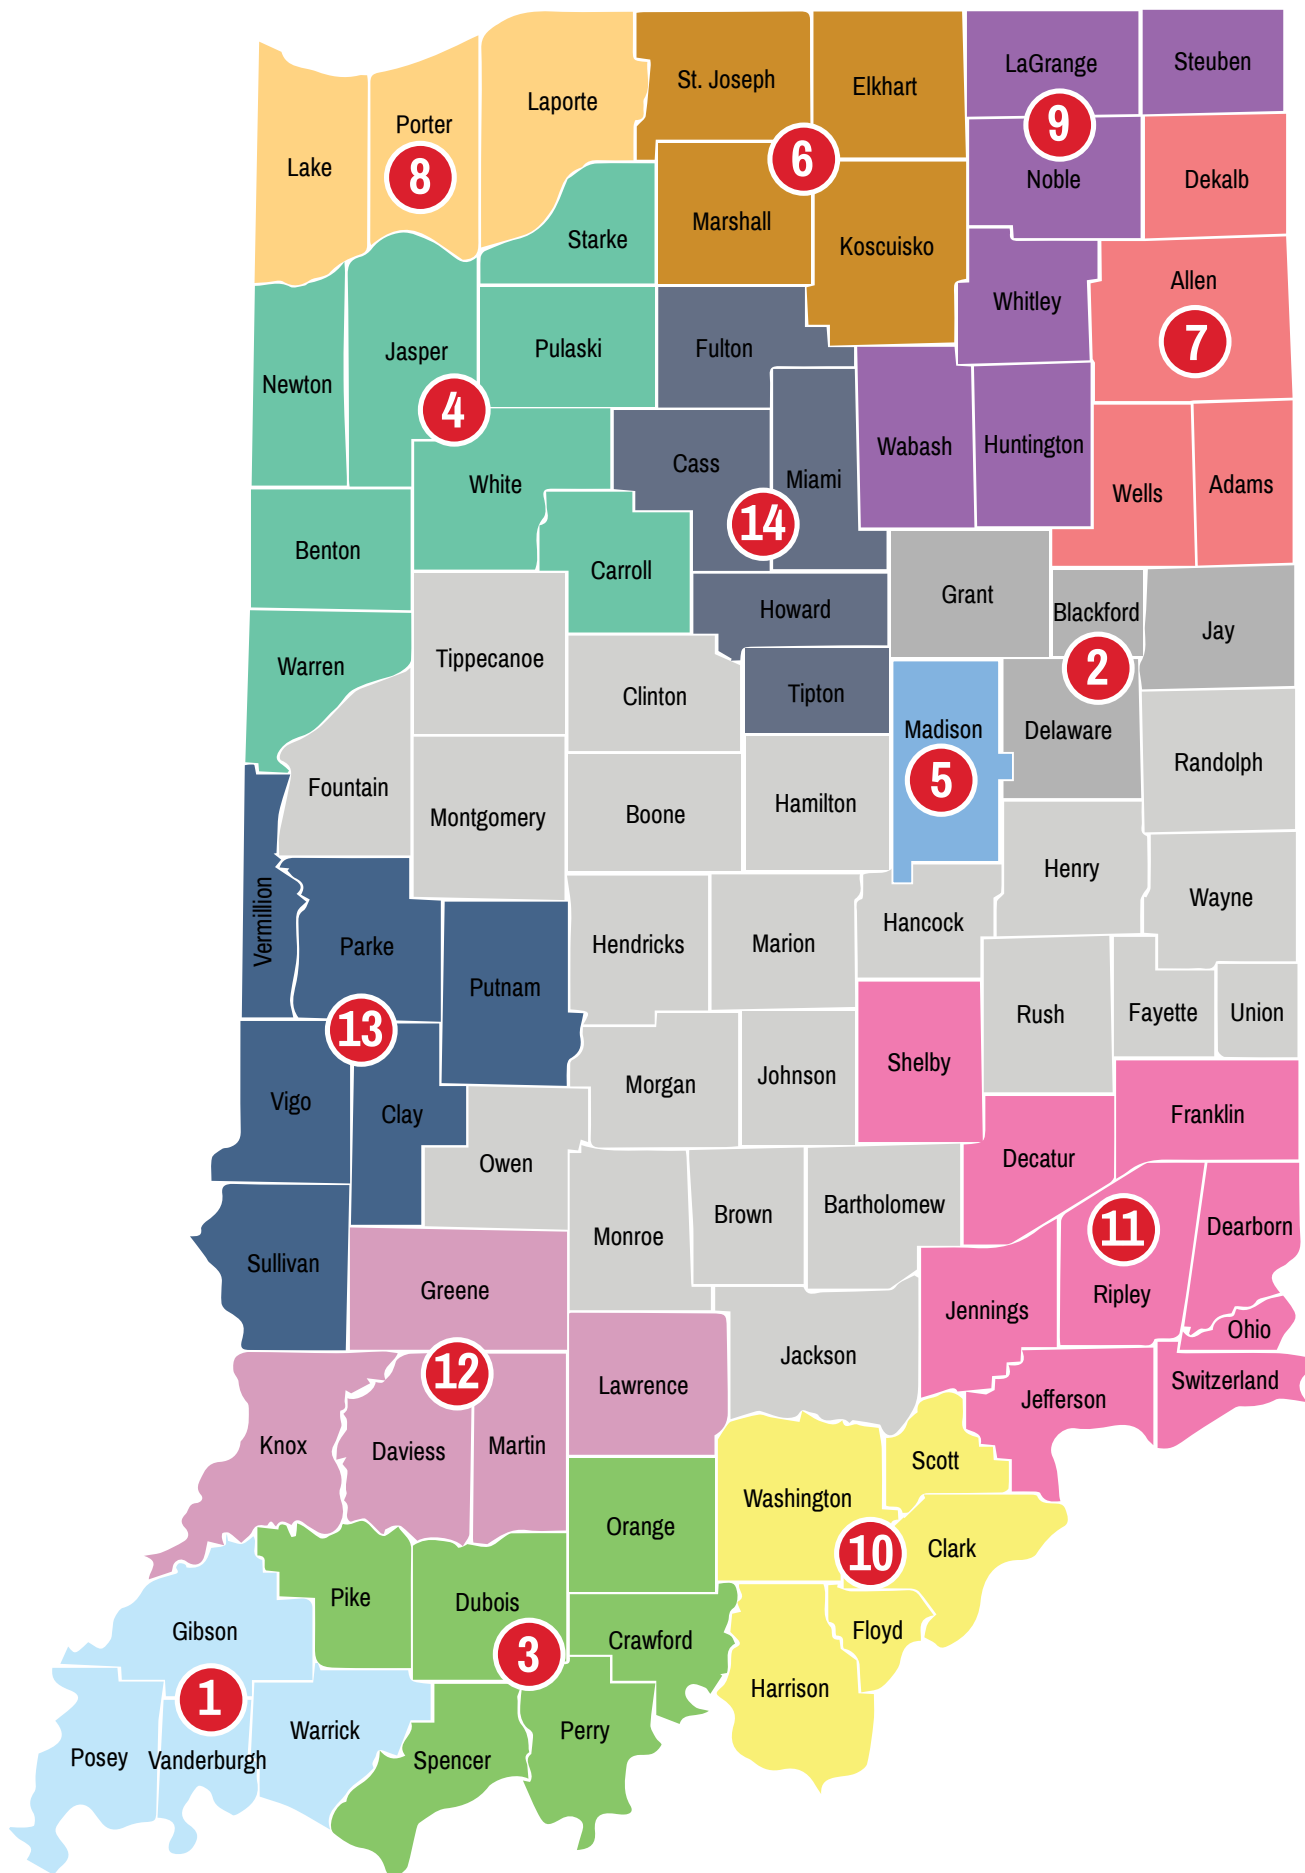 LaGrange
Steuben
St. Joseph
Elkhart
Laporte
Porter
9
6
8
Lake
Noble
Dekalb
Marshall
Starke
Koscuisko
Allen
Whitley
7
Fulton
Pulaski
Jasper
Newton
4
Wabash
Huntington
Cass
Miami
White
Wells
Adams
14
Benton
Carroll
Grant
Howard
Blackford
Jay
Tippecanoe
Warren
2
Clinton
Tipton
Madison
Delaware
Randolph
5
Fountain
Hamilton
Boone
Montgomery
Henry
Wayne
Vermillion
Hancock
Parke
Hendricks
Marion
Putnam
Rush
Fayette
Union
13
Shelby
Johnson
Morgan
Vigo
Clay
Franklin
Decatur
Owen
Bartholomew
Brown
11
Dearborn
Monroe
Sullivan
Greene
Ripley
Jennings
Ohio
Jackson
12
Lawrence
Switzerland
Jefferson
Knox
Daviess
Martin
Scott
Washington
Orange
Clark
10
Pike
Dubois
Gibson
Floyd
Crawford
3
Harrison
1
Warrick
Perry
Posey
Vanderburgh
Spencer